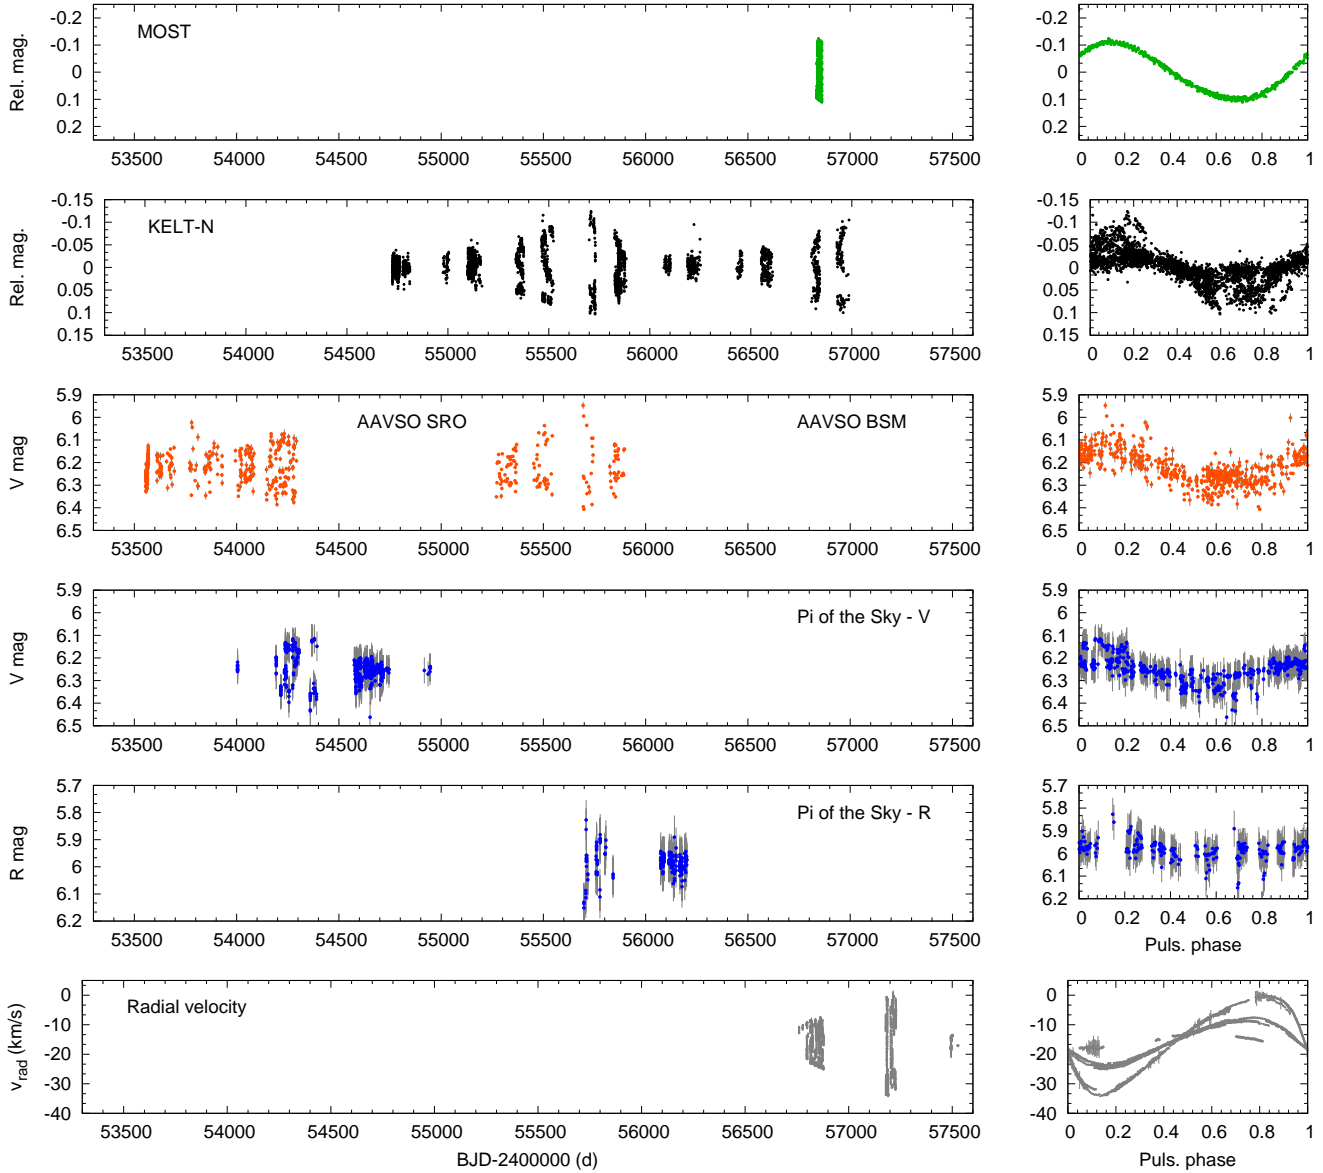 MOST
Rel. mag.
-0.2
-0.1
0
0.1
0.2
53500 54000 54500 55000 55500 56000 56500 57000 57500
-0.2
-0.1
0
0.1
0.2
0 0.2 0.4 0.6 0.8 1
KELT-N
Rel. mag.
-0.15
-0.1
-0.05
0
0.05
0.1
0.15
53500 54000 54500 55000 55500 56000 56500 57000 57500
-0.15
-0.1
-0.05
0
0.05
0.1
0.15
0 0.2 0.4 0.6 0.8 1
AAVSO SRO
AAVSO BSM
V mag
5.9
6
6.1
6.2
6.3
6.4
6.5
53500 54000 54500 55000 55500 56000 56500 57000 57500
5.9
6
6.1
6.2
6.3
6.4
6.5
0 0.2 0.4 0.6 0.8 1
Pi of the Sky - V
V mag
5.9
6
6.1
6.2
6.3
6.4
6.5
53500 54000 54500 55000 55500 56000 56500 57000 57500
5.9
6
6.1
6.2
6.3
6.4
6.5
0 0.2 0.4 0.6 0.8 1
Pi of the Sky - R
R mag
5.7
5.8
5.9
6
6.1
6.2
53500 54000 54500 55000 55500 56000 56500 57000 57500
5.7
5.8
5.9
6
6.1
6.2
0 0.2 0.4 0.6 0.8 1
Puls. phase
Radial velocity
v_rad (km/s)
0
-10
-20
-30
-40
53500 54000 54500 55000 55500 56000 56500 57000 57500
BJD-2400000 (d)
0
-10
-20
-30
-40
0 0.2 0.4 0.6 0.8 1
Puls. phase